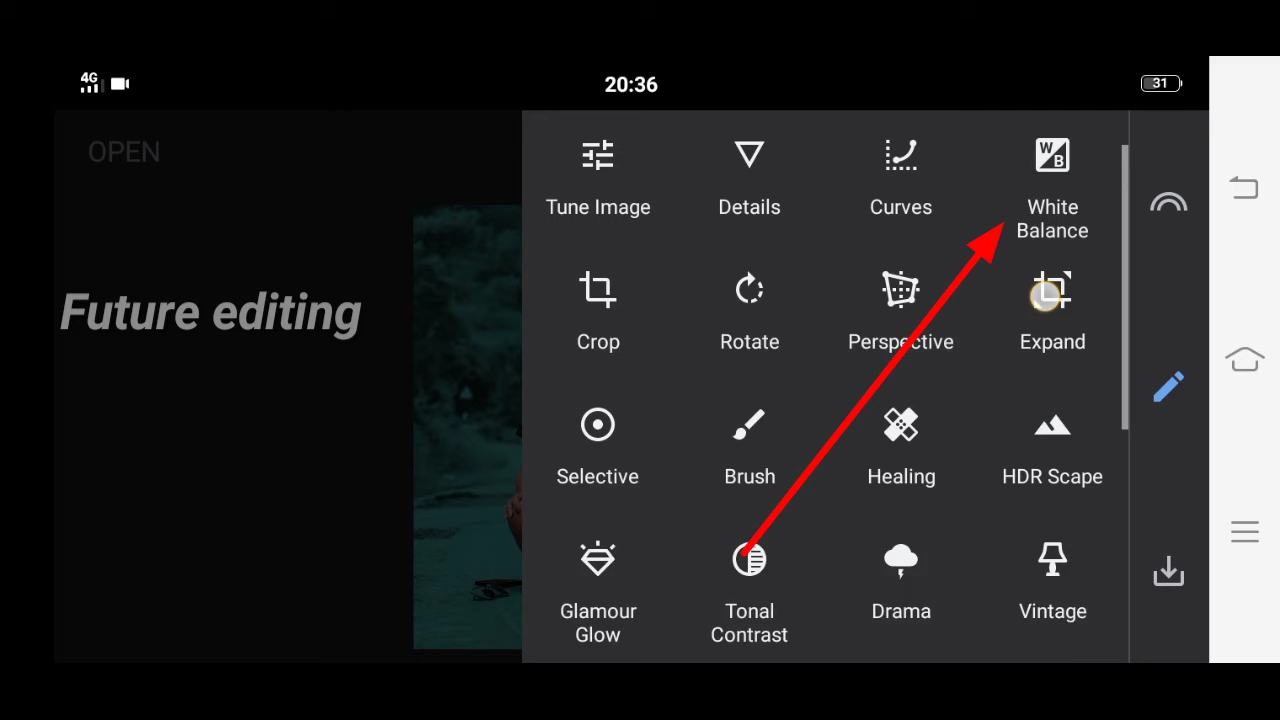 4G
20:36
31
OPEN
Future editing
Tune Image
Details
Curves
W
B
White
Balance
Crop
Rotate
Perspective
Expand
Selective
Brush
Healing
HDR Scape
Glamour
Glow
Tonal
Contrast
Drama
Vintage